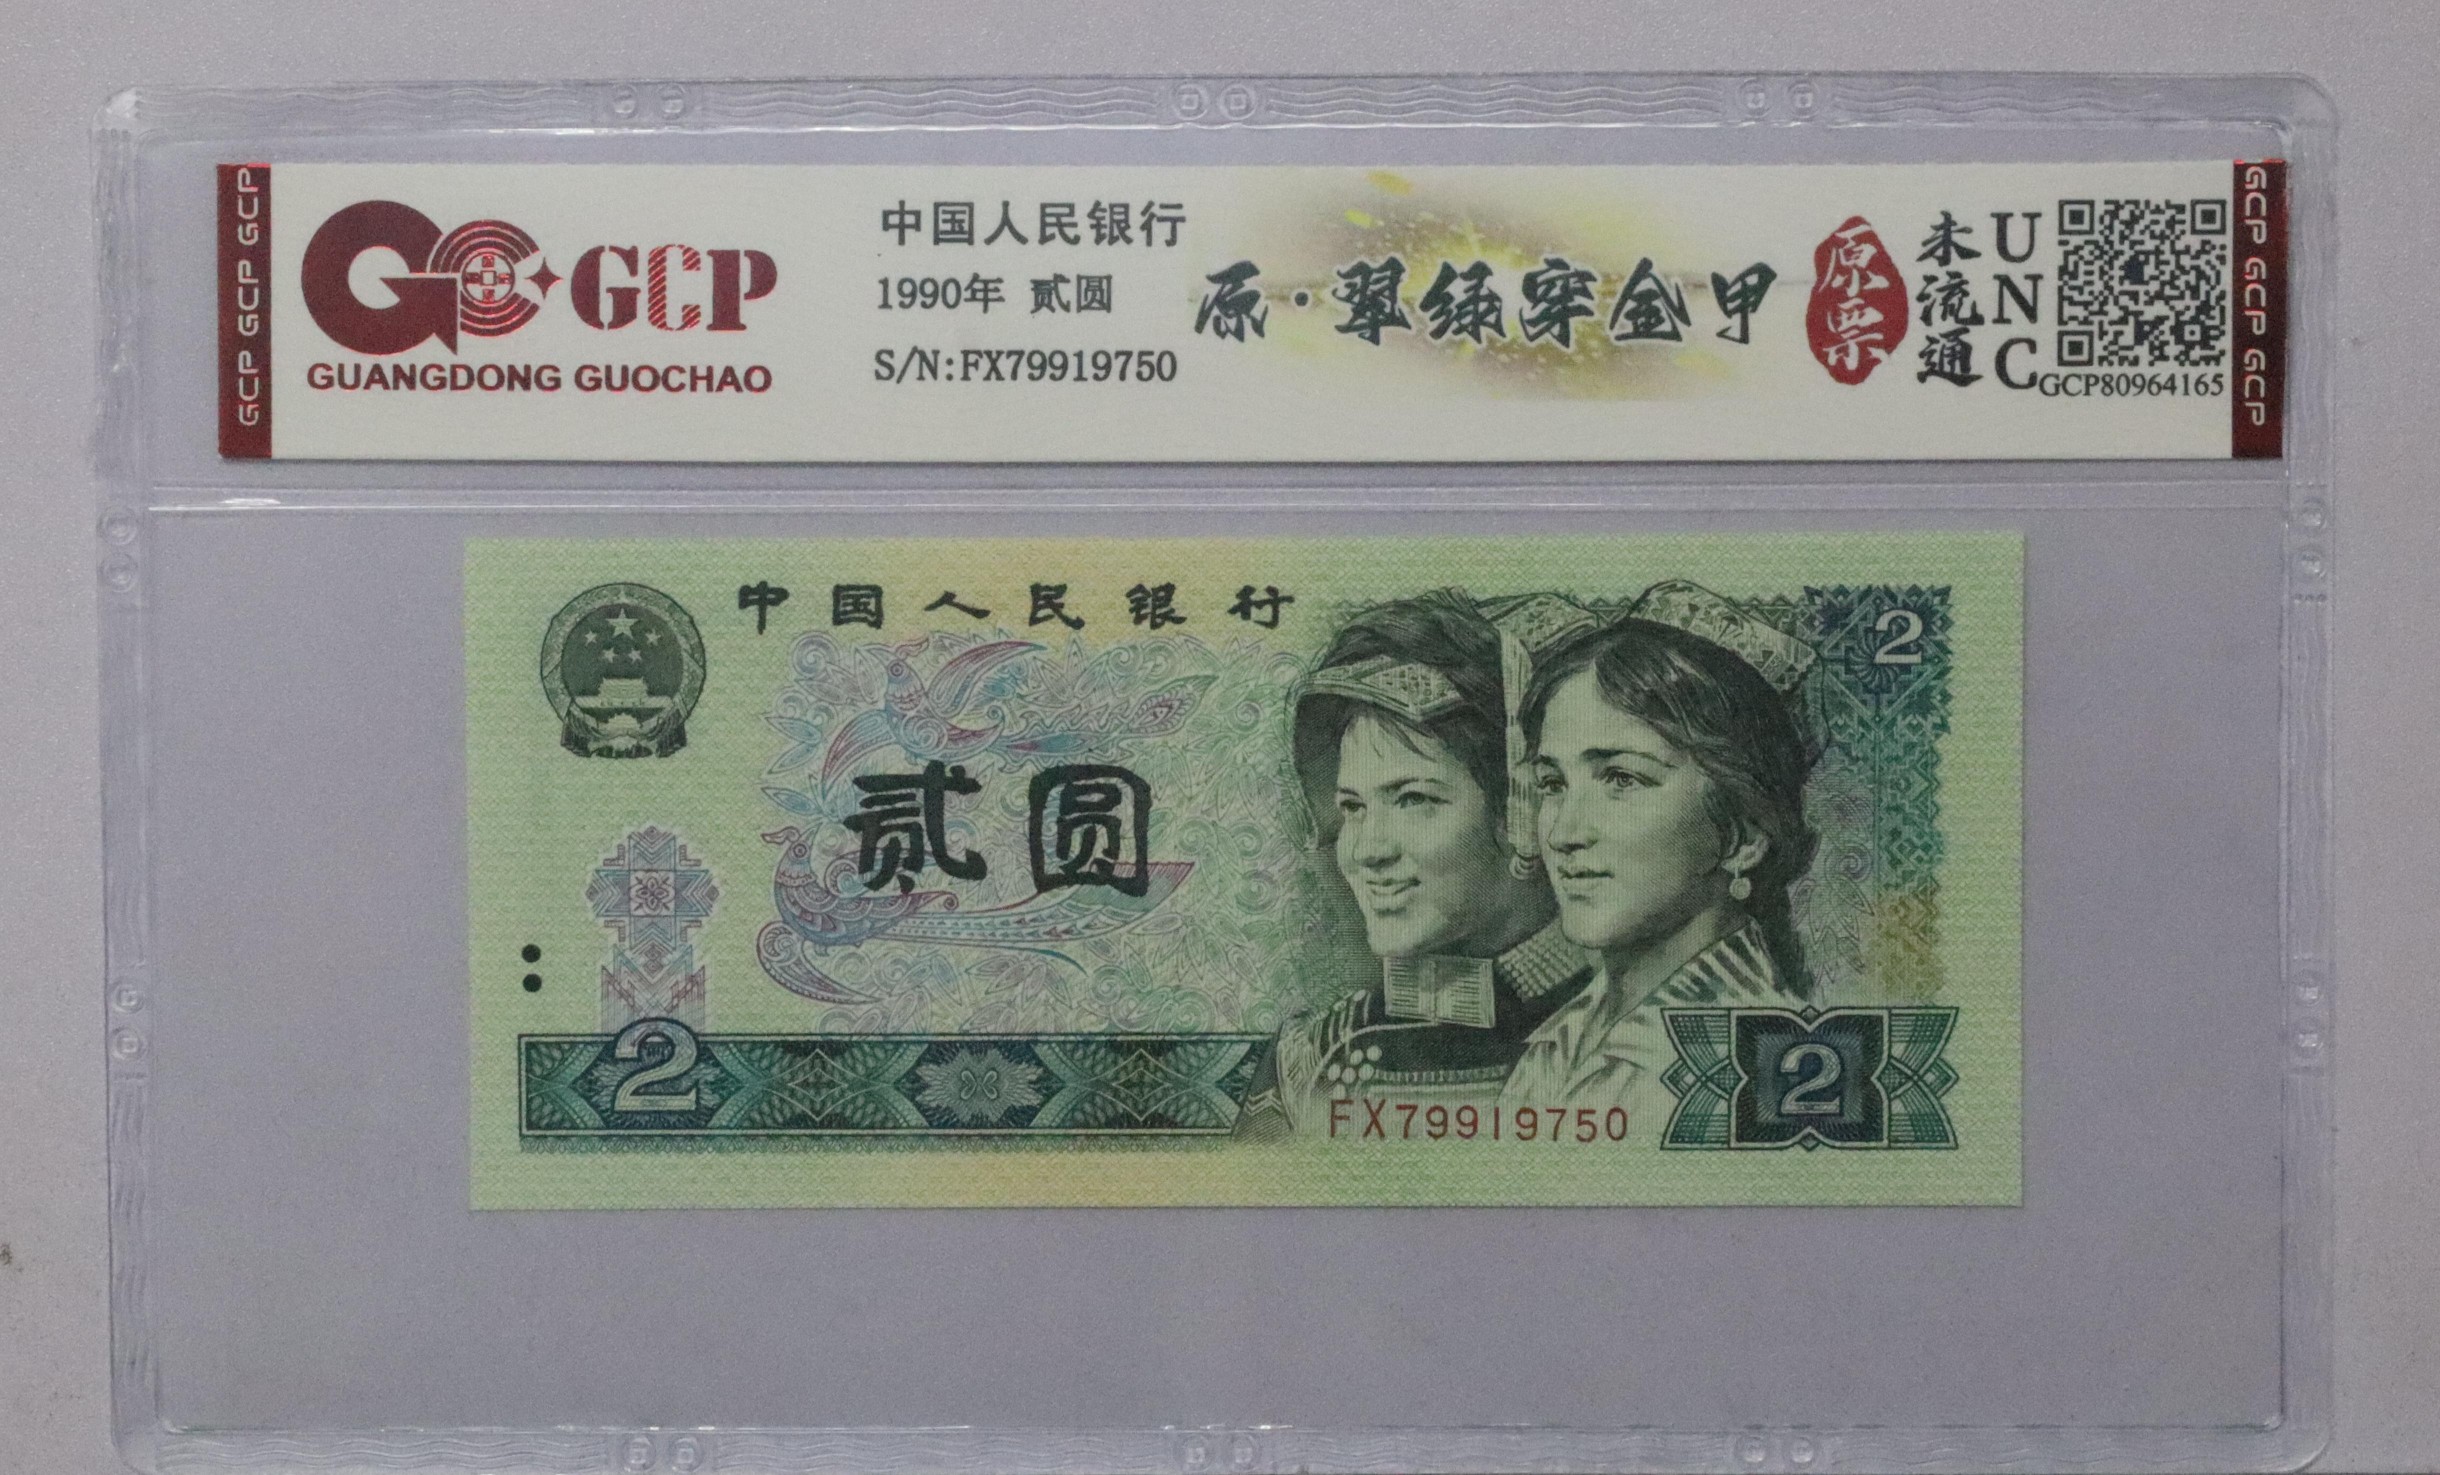 GCP GCP GCP
GCP
GUANGDONG GUOCHAO
中国人民银行
1990年 贰圆
S/N:FX79919750
原·翠绿穿金甲
原票
未流通
UNC
GCP80964165
GCP GCP GCP
中国人民银行
2
贰圆
2
FX79919750
2